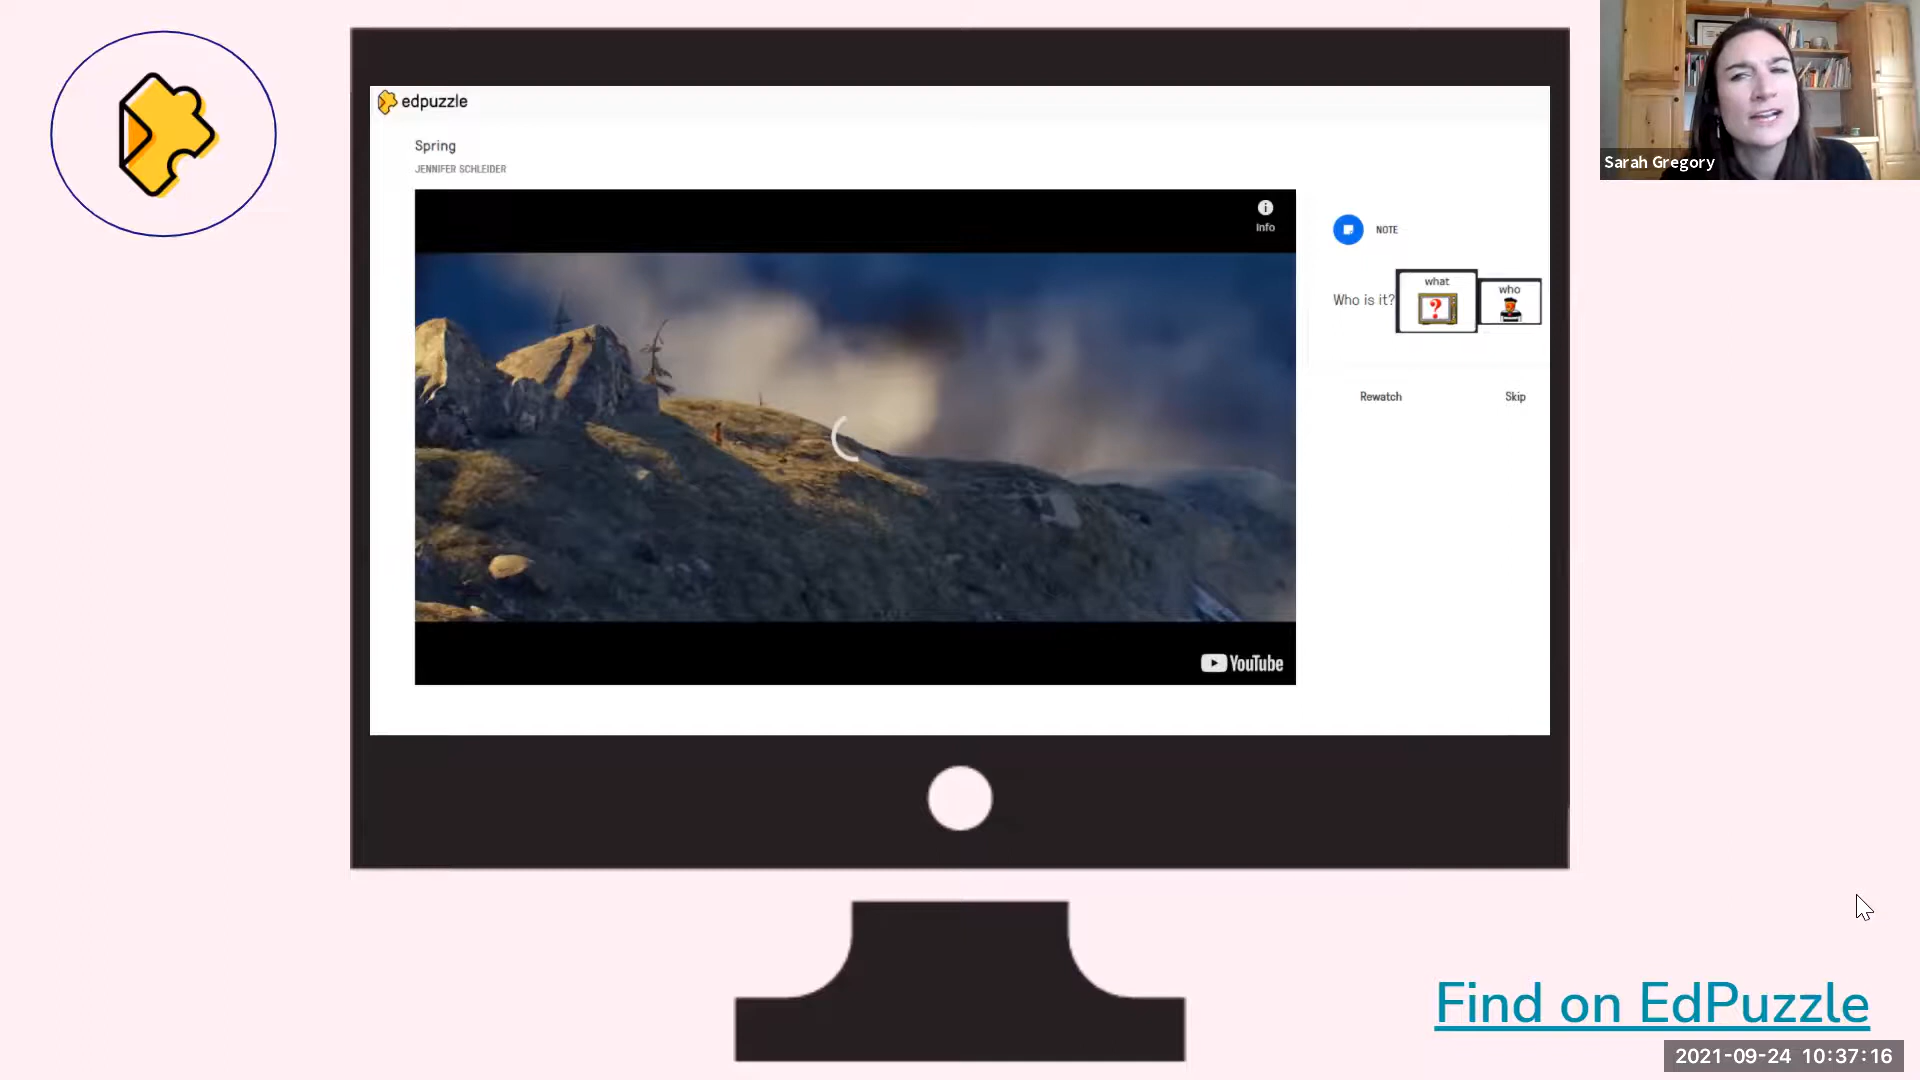 edpuzzle
Spring
JENNIFER SCHLEIDER
Info
NOTE
Who is it?
what
?
who
Rewatch
Skip
YouTube
Sarah Gregory
Find on EdPuzzle
2021-09-24 10:37:16